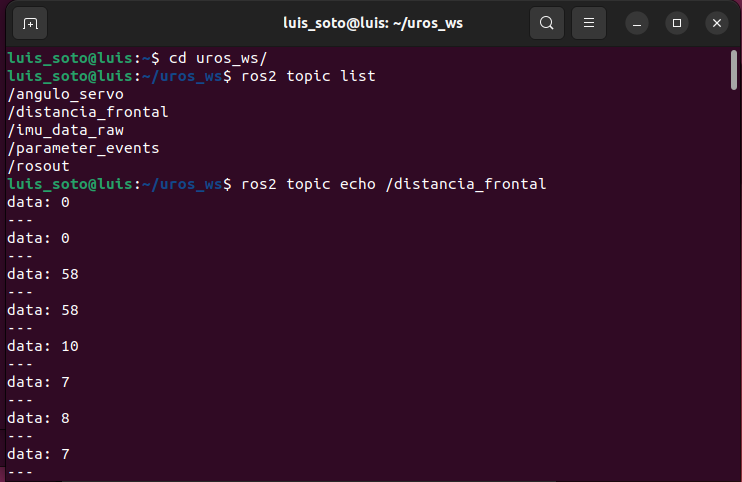 luis_soto@luis: ~/uros_ws
luis_soto@luis:~$ cd uros_ws/
luis_soto@luis:~/uros_ws$ ros2 topic list
/angulo_servo
/distancia_frontal
/imu_data_raw
/parameter_events
/rosout
luis_soto@luis:~/uros_ws$ ros2 topic echo /distancia_frontal
data: 0
---
data: 0
---
data: 58
---
data: 58
---
data: 10
---
data: 7
---
data: 8
---
data: 7
---